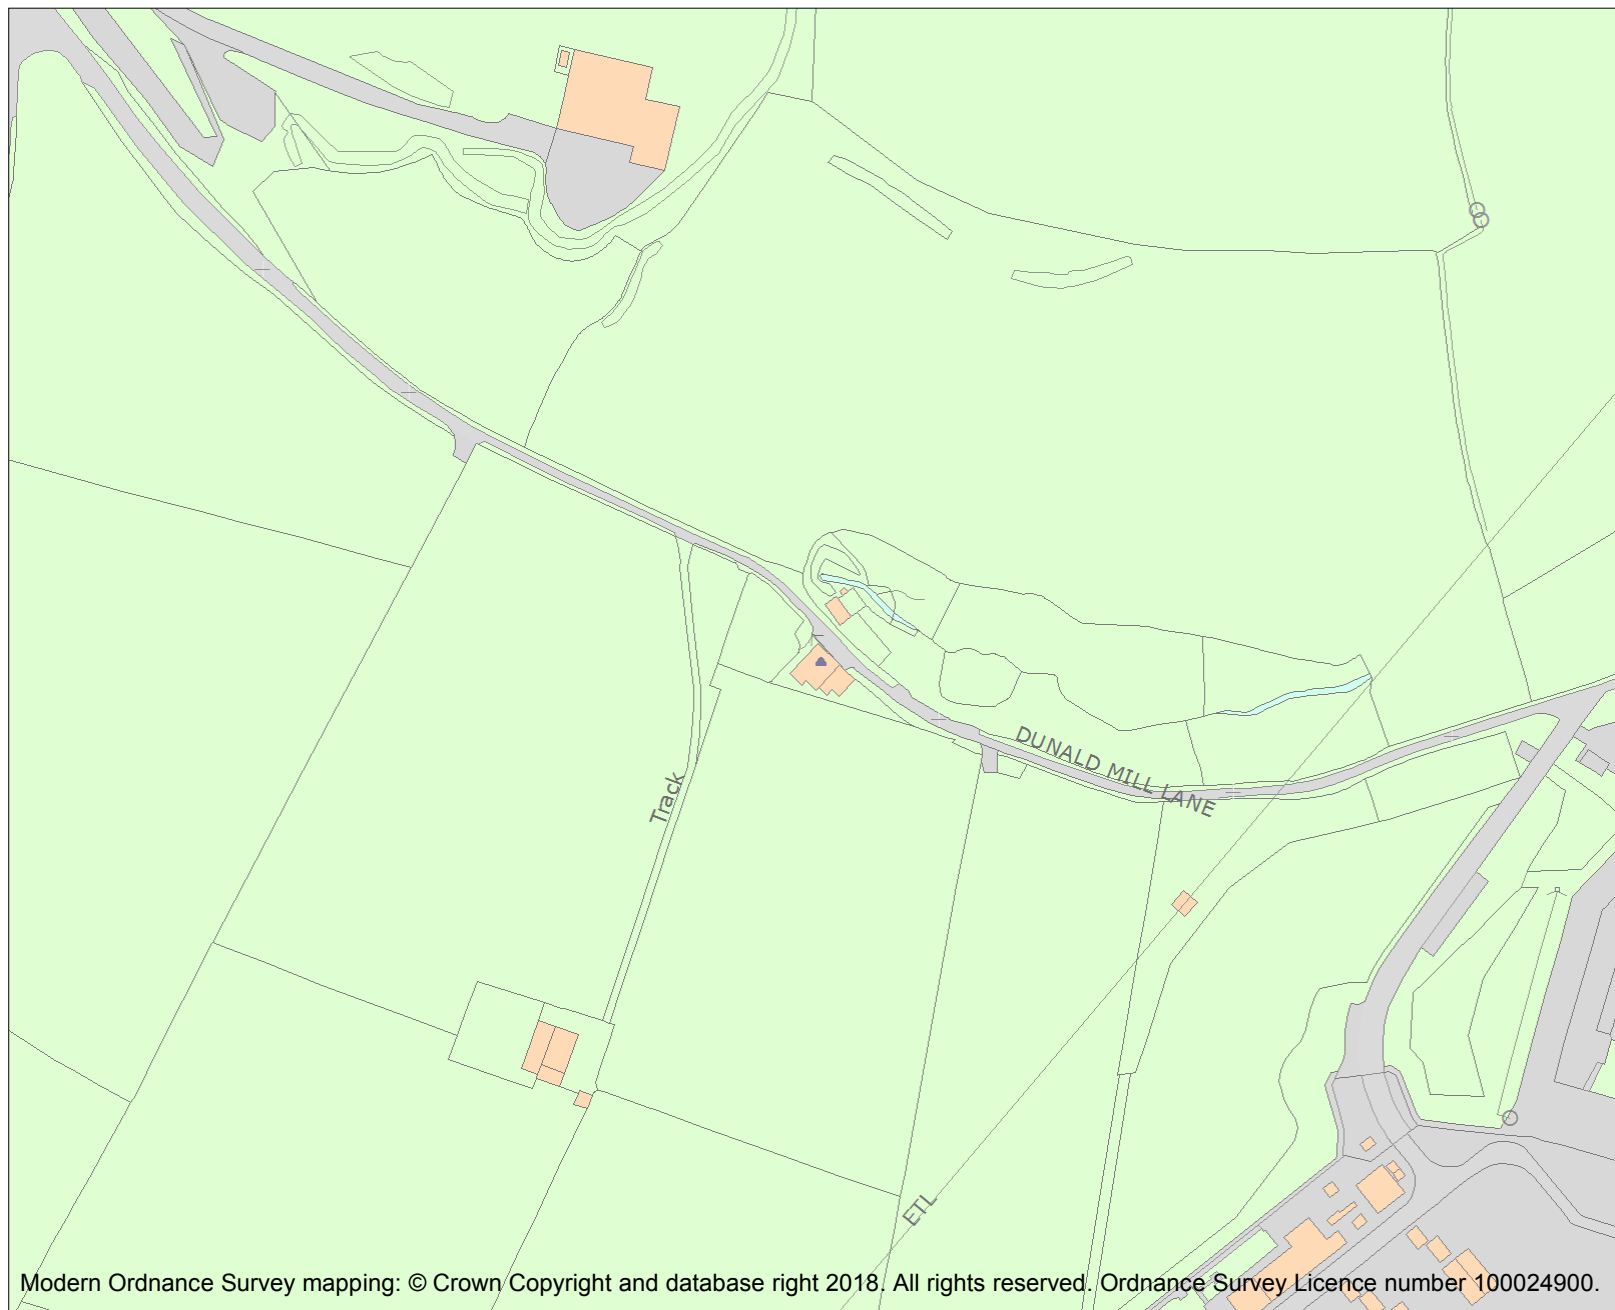 DUNALD MILL LANE
Track
ETL
Modern Ordnance Survey mapping: © Crown Copyright and database right 2018. All rights reserved. Ordnance Survey Licence number 100024900.